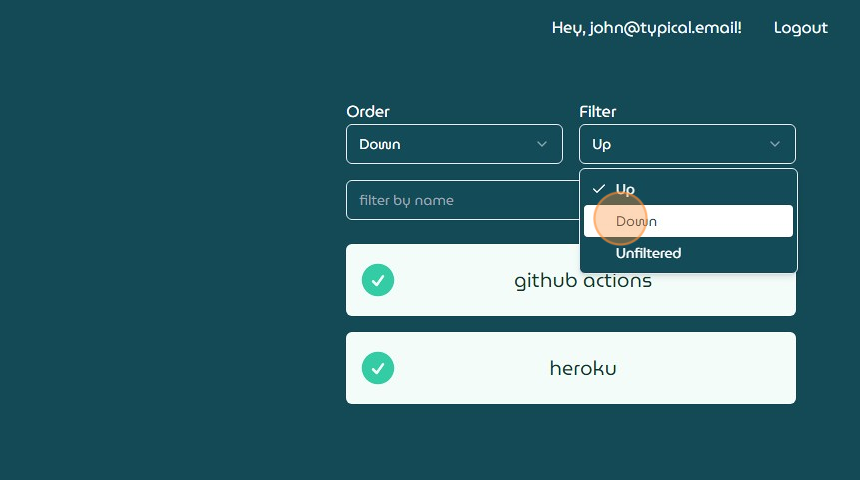 Hey, john@typical.email! Logout
Order Filter
Down Up
Up
filter by name
Down
Unfiltered
github actions
heroku